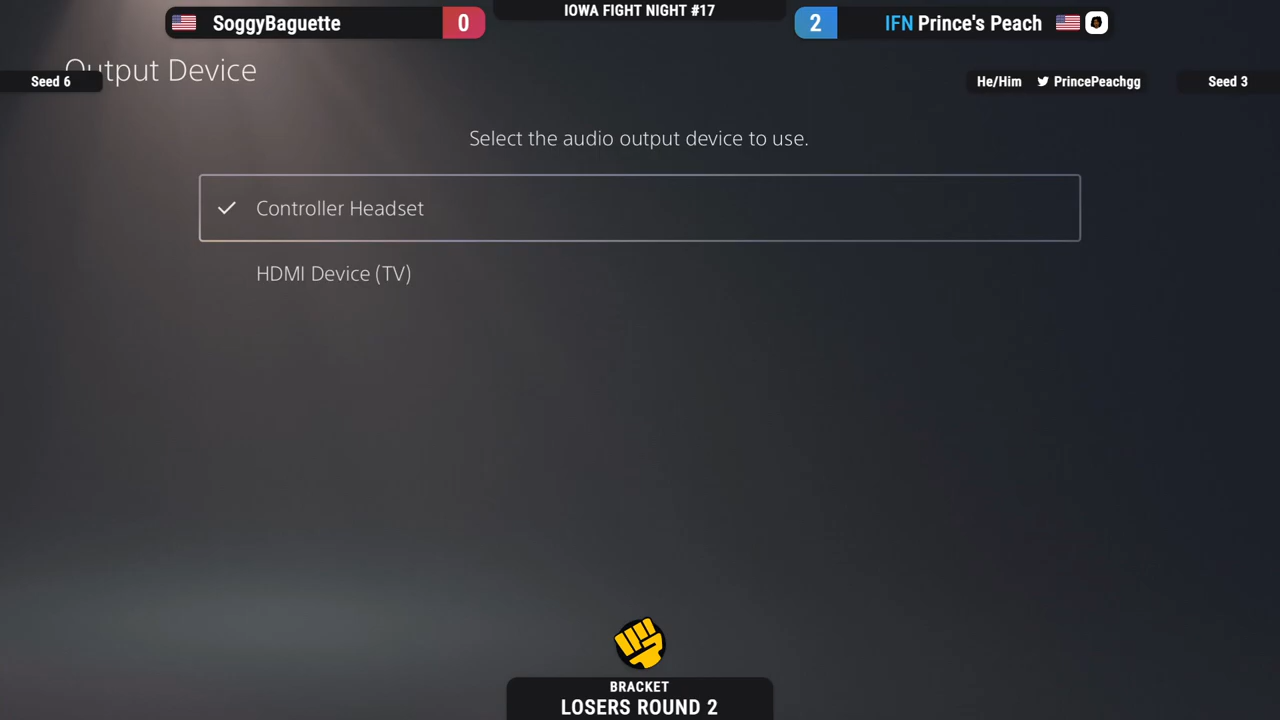 IOWA FIGHT NIGHT #17
SoggyBaguette 0
2 IFN Prince's Peach
Output Device
Seed 6
He/Him PrincePeachgg Seed 3
Select the audio output device to use.
Controller Headset
HDMI Device (TV)
BRACKET
LOSERS ROUND 2